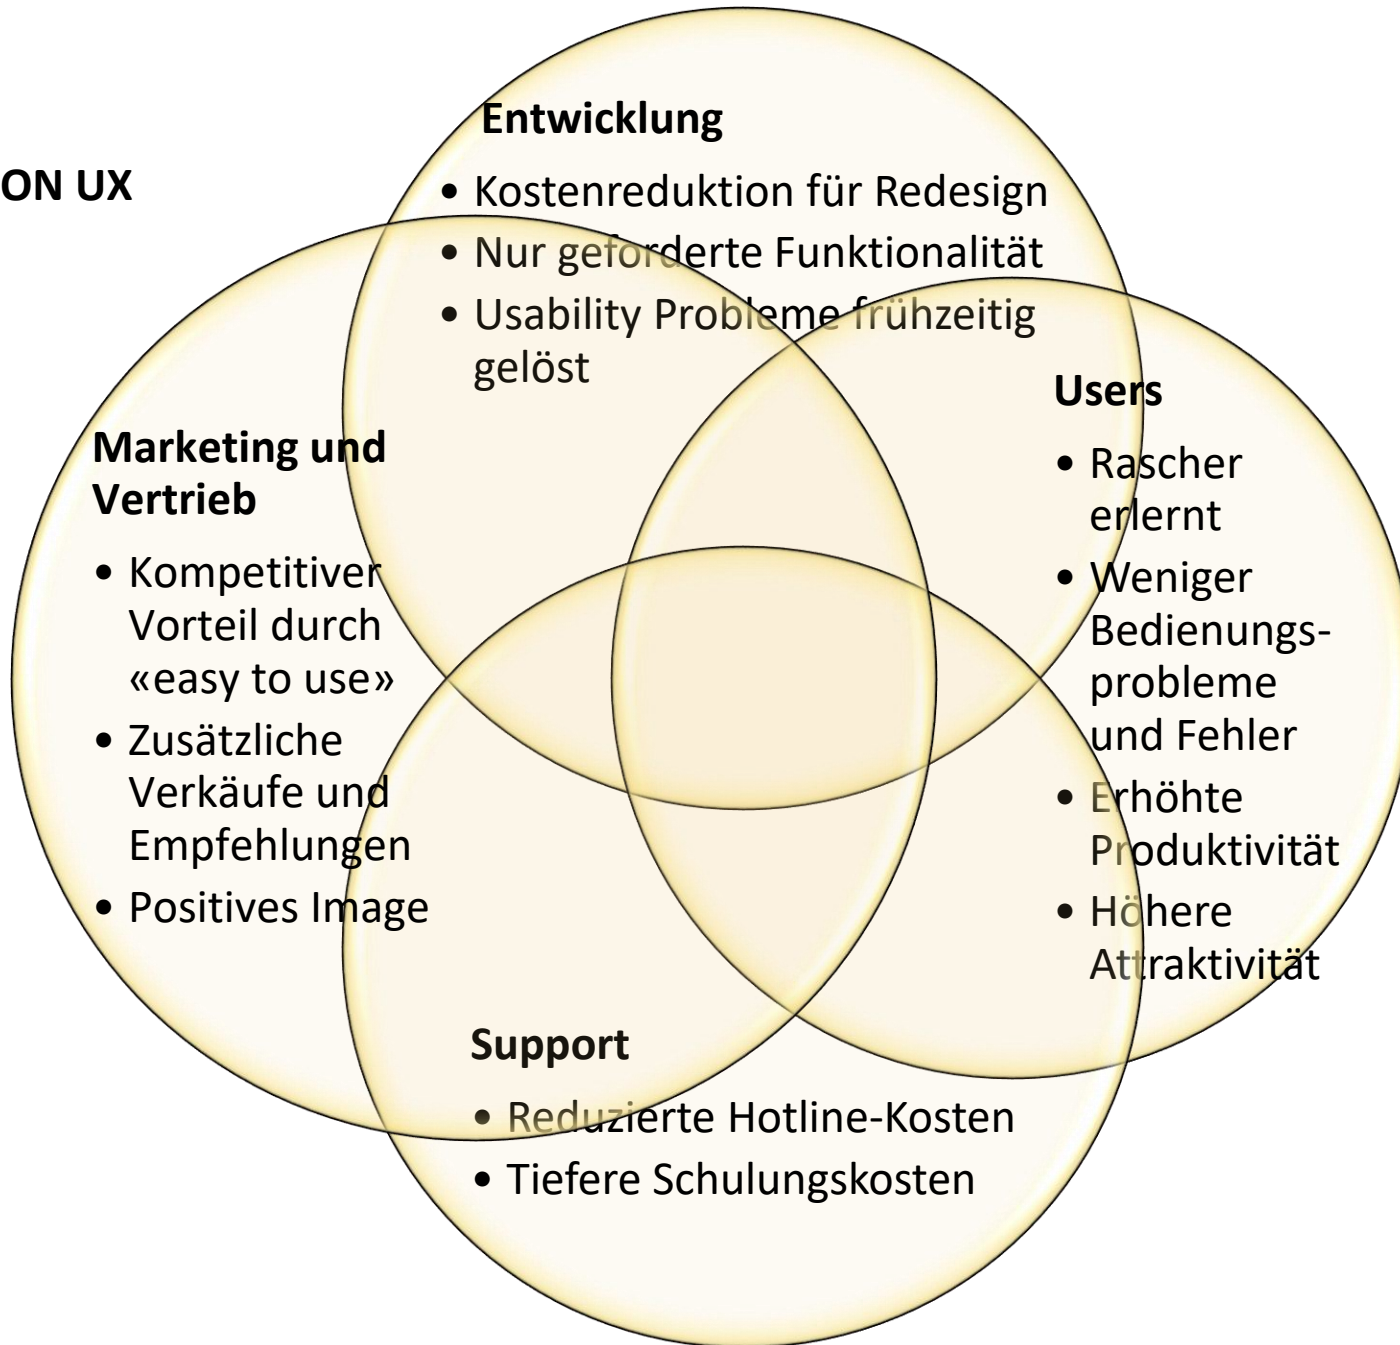 ON UX
Entwicklung
• Kostenreduktion für Redesign
• Nur geforderte Funktionalität
• Usability Probleme frühzeitig
gelöst
Marketing und
Vertrieb
• Kompetitiver
Vorteil durch
«easy to use»
• Zusätzliche
Verkäufe und
Empfehlungen
• Positives Image
Users
• Rascher
erlernt
• Weniger
Bedienungs-
probleme
und Fehler
• Erhöhte
Produktivität
• Höhere
Attraktivität
Support
• Reduzierte Hotline-Kosten
• Tiefere Schulungskosten